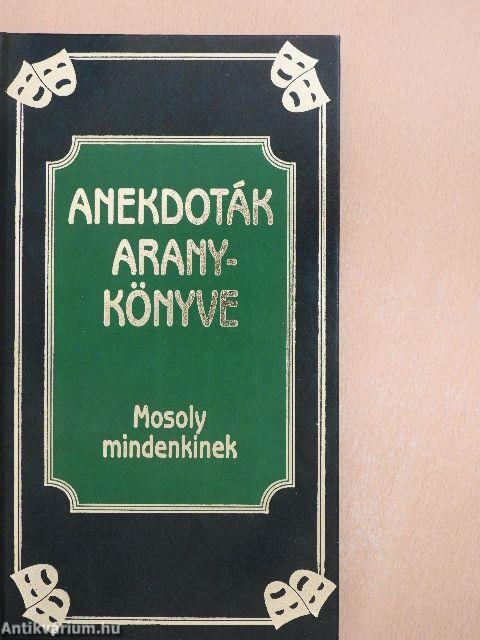 ANEKDOTÁK
ARANY-
KÖNYVE
Mosoly
mindenkinek
Antikvarium.hu